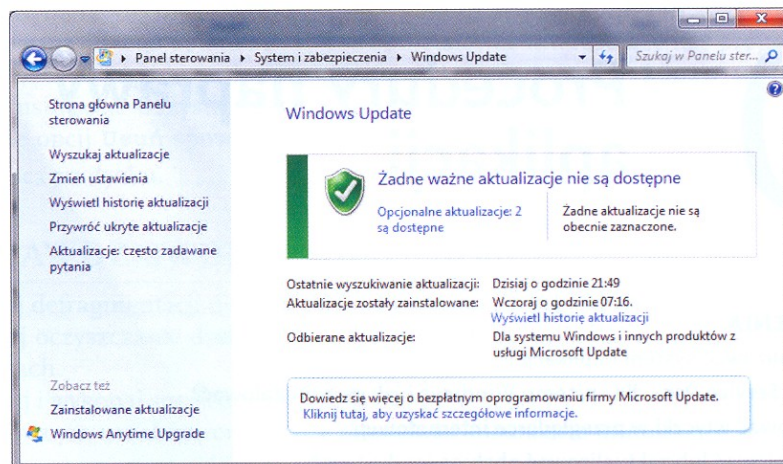 Panel sterowania ▸ System i zabezpieczenia ▸ Windows Update
Szukaj w Panelu ster...
Strona główna Panelu
sterowania
Wyszukaj aktualizacje
Zmień ustawienia
Wyświetl historię aktualizacji
Przywróć ukryte aktualizacje
Aktualizacje: często zadawane
pytania
Zobacz też
Zainstalowane aktualizacje
Windows Anytime Upgrade
Windows Update
Żadne ważne aktualizacje nie są dostępne
Opcjonalne aktualizacje: 2
są dostępne
Żadne aktualizacje nie są
obecnie zaznaczone.
Ostatnie wyszukiwanie aktualizacji: Dzisiaj o godzinie 21:49
Aktualizacje zostały zainstalowane: Wczoraj o godzinie 07:16.
Wyświetl historię aktualizacji
Odbierane aktualizacje: Dla systemu Windows i innych produktów z
usługi Microsoft Update
Dowiedz się więcej o bezpłatnym oprogramowaniu firmy Microsoft Update.
Kliknij tutaj, aby uzyskać szczegółowe informacje.